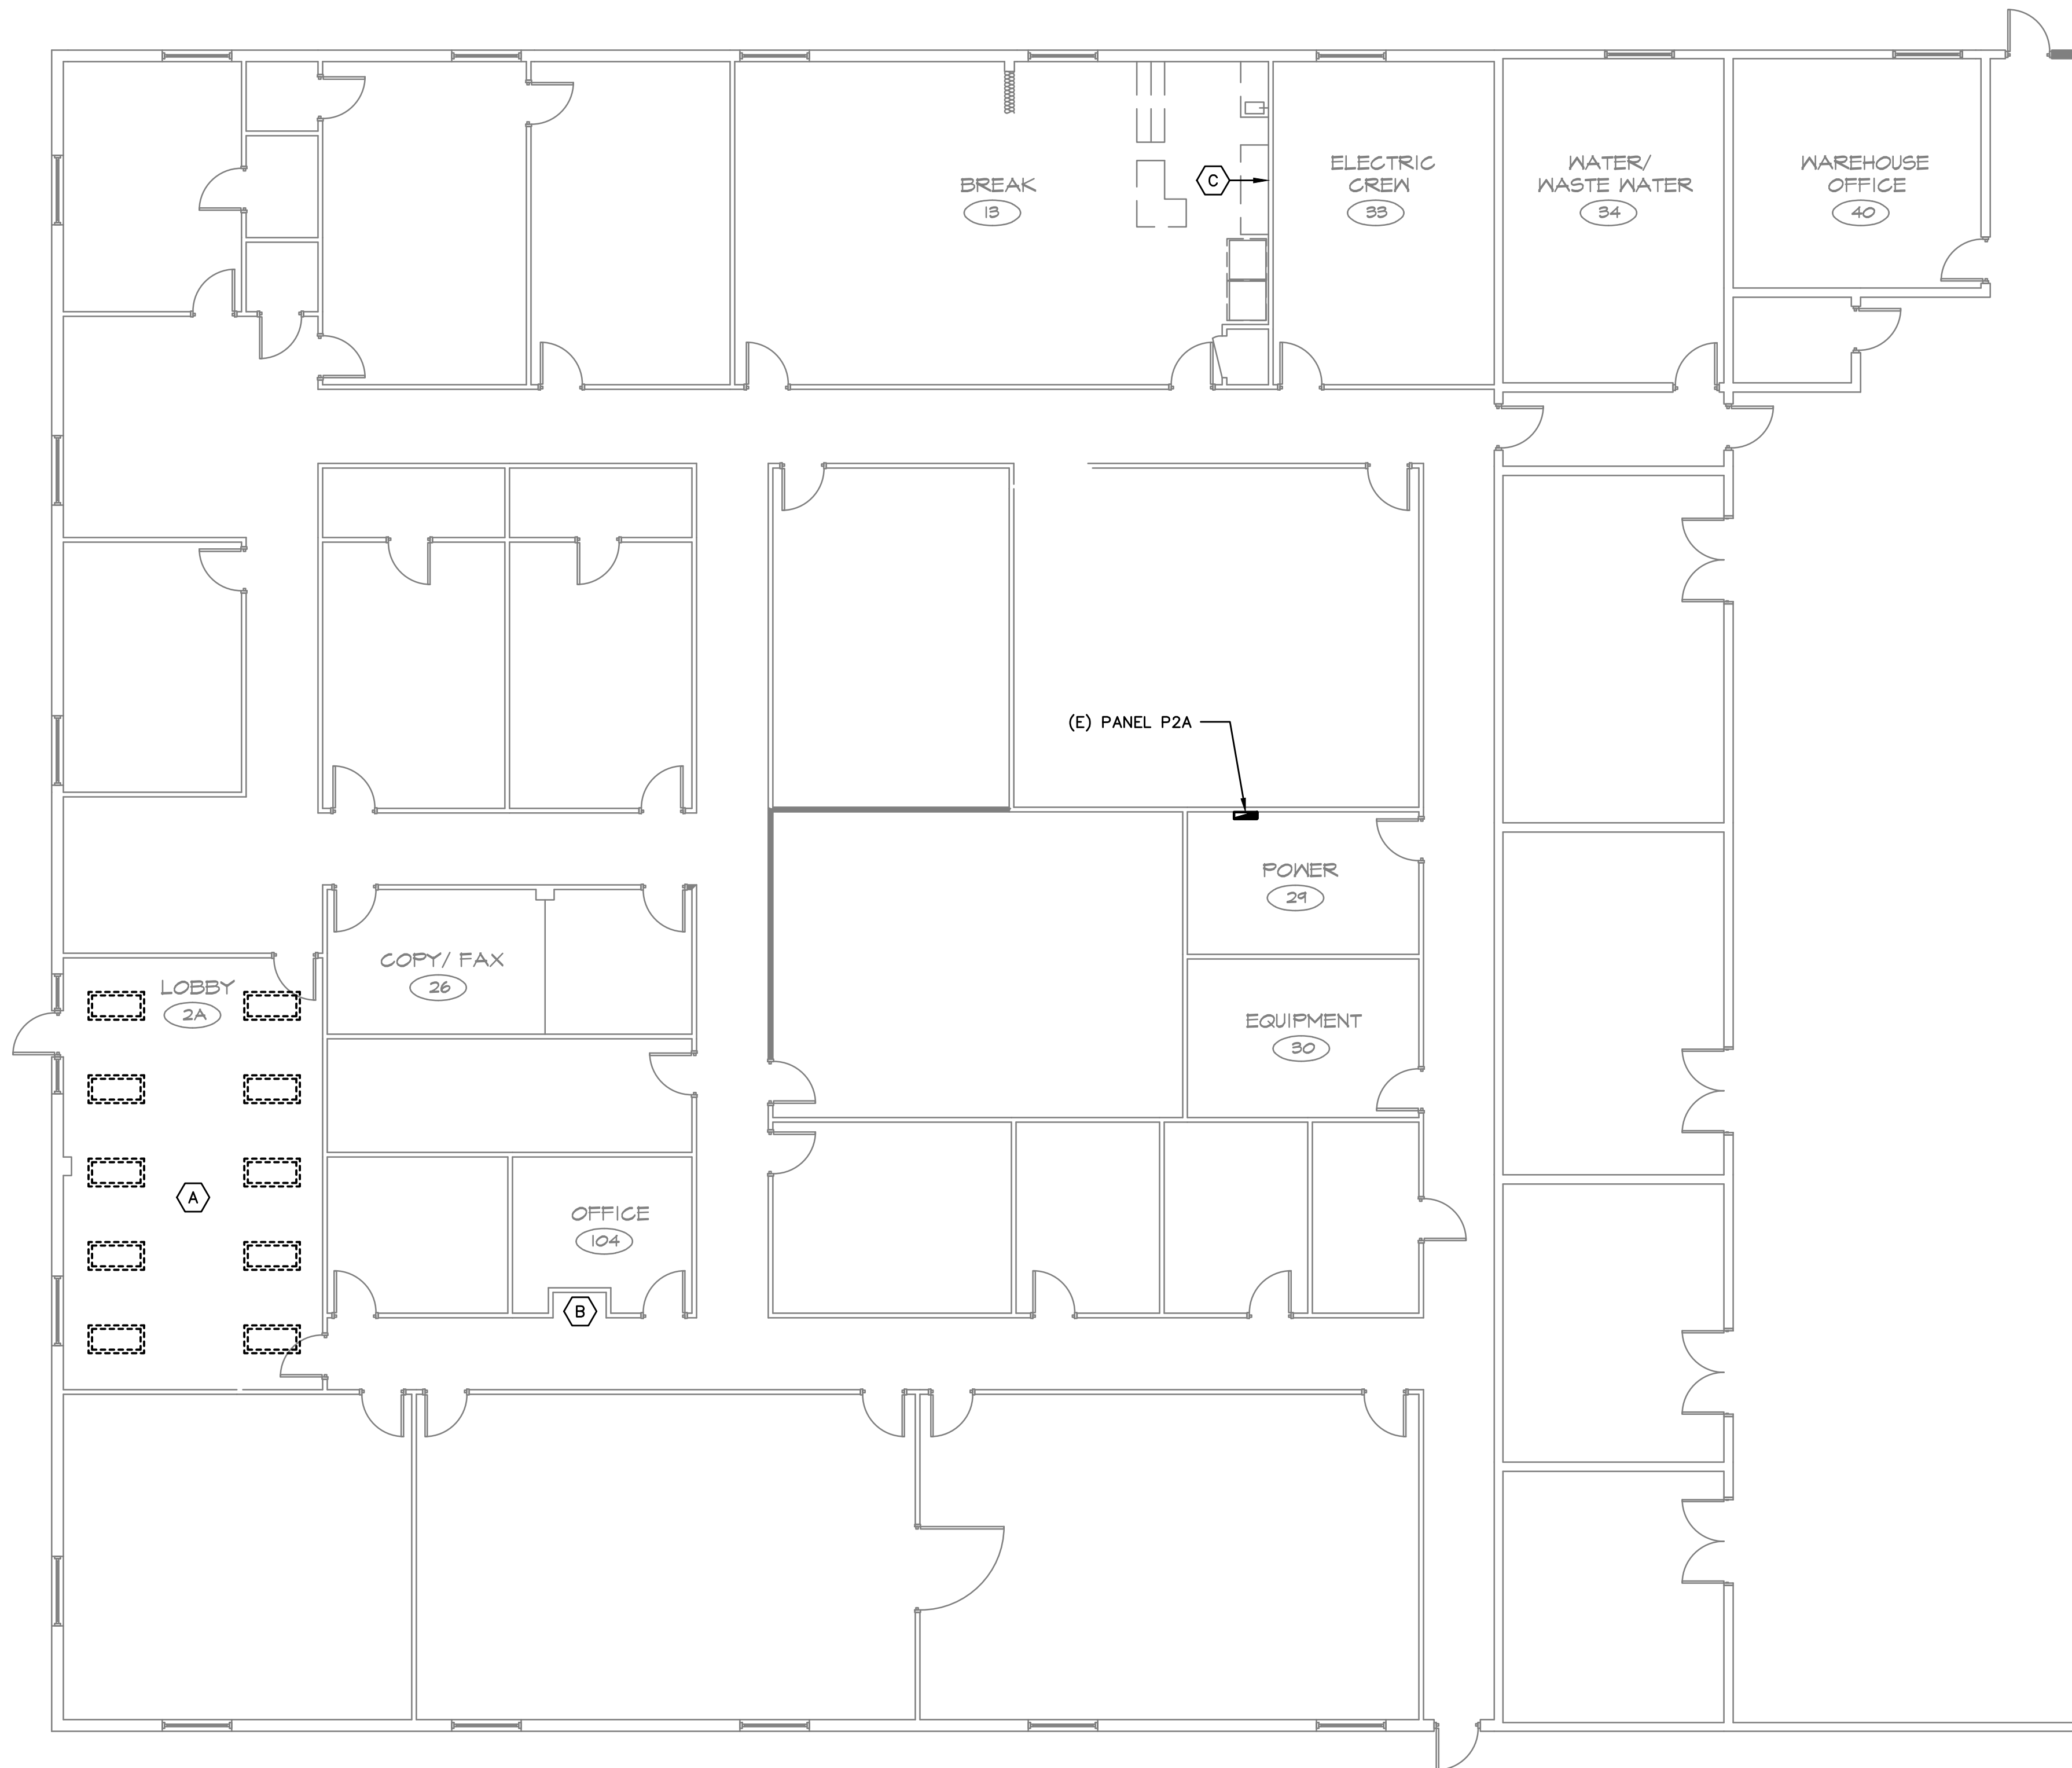 BREAK
13
C
ELECTRIC
CREW
33
WATER/
WASTE WATER
34
WAREHOUSE
OFFICE
40
(E) PANEL P2A
POWER
29
COPY/ FAX
26
LOBBY
2A
EQUIPMENT
30
A
OFFICE
104
B